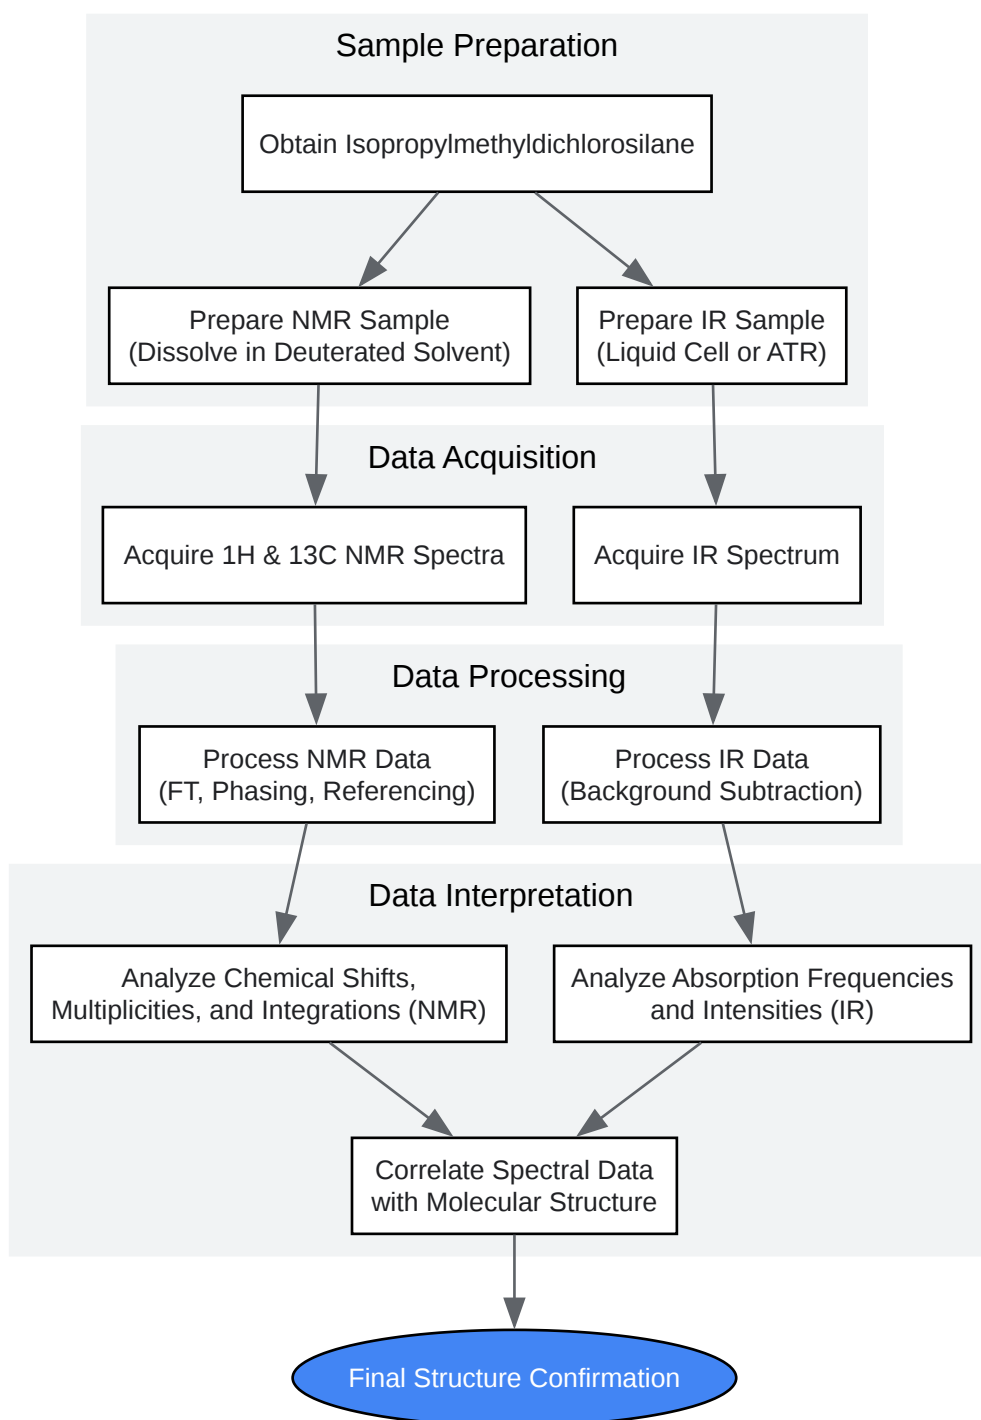 Sample Preparation
Obtain Isopropylmethyldichlorosilane
Prepare NMR Sample
(Dissolve in Deuterated Solvent)
Prepare IR Sample
(Liquid Cell or ATR)
Data Acquisition
Acquire 1H & 13C NMR Spectra
Acquire IR Spectrum
Data Processing
Process NMR Data
(FT, Phasing, Referencing)
Process IR Data
(Background Subtraction)
Data Interpretation
Analyze Chemical Shifts,
Multiplicities, and Integrations (NMR)
Analyze Absorption Frequencies
and Intensities (IR)
Correlate Spectral Data
with Molecular Structure
Final Structure Confirmation